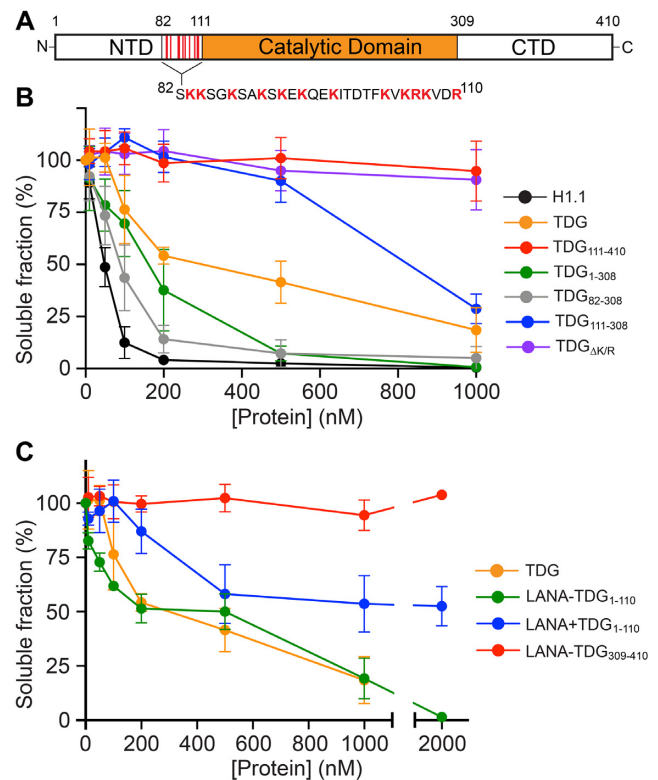 A
1 82 111 309 410
N NTD Catalytic Domain CTD C
82SKKSGKSAKSKEKQEKITDTFKVKRKVDR110
B
Soluble fraction (%)
100
75
50
25
0
0 200 400 600 800 1000
[Protein] (nM)
H1.1
TDG
TDG111-410
TDG1-308
TDG82-308
TDG111-308
TDGΔK/R
C
Soluble fraction (%)
100
75
50
25
0
0 200 400 600 800 1000 2000
[Protein] (nM)
TDG
LANA-TDG1-110
LANA+TDG1-110
LANA-TDG309-410